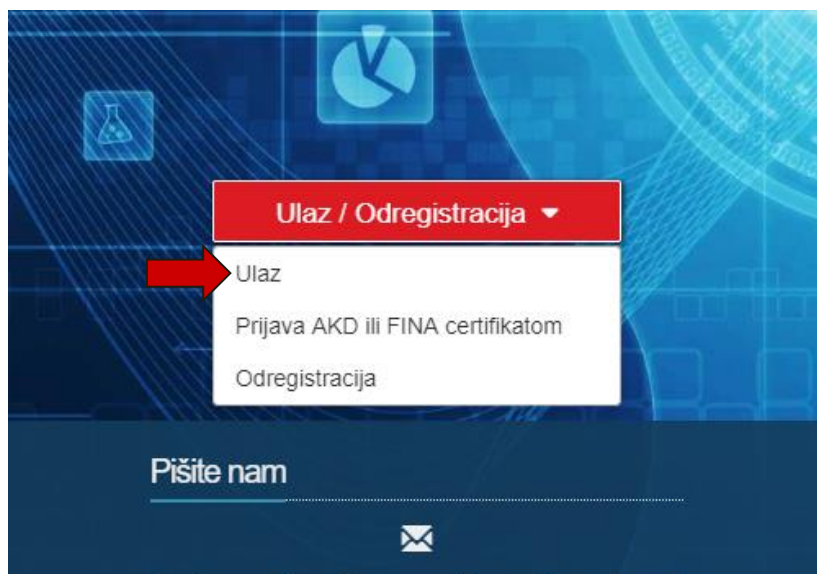 Ulaz / Odregistracija
Ulaz
Prijava AKD ili FINA certifikatom
Odregistracija
Pišite nam